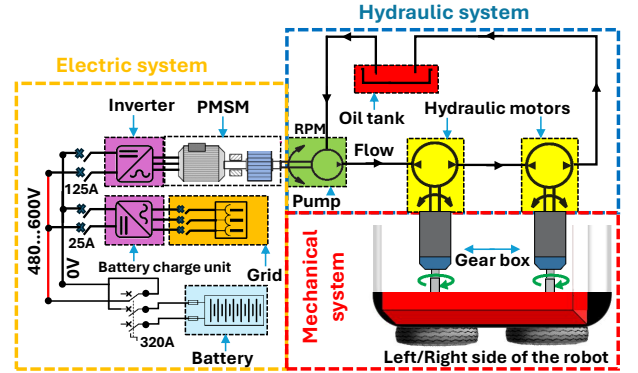 Hydraulic system
Electric system
Inverter
PMSM
Oil tank
Hydraulic motors
RPM
Flow
Pump
125A
480...600V
0V
25A
Battery charge unit
Grid
320A
Battery
Mechanical
system
Gear box
Left/Right side of the robot